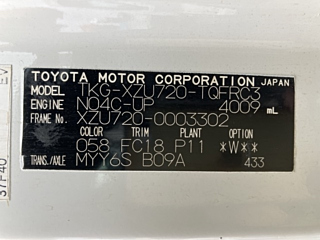 TOYOTA MOTOR CORPORATION JAPAN
MODEL TKG-XZU720-TQFRC3
ENGINE N04C-UP 4009 mL
FRAME No. XZU720-0003302
COLOR TRIM PLANT OPTION
058 FC18 P11 *W**
TRANS./AXLE MYY6S B09A 433